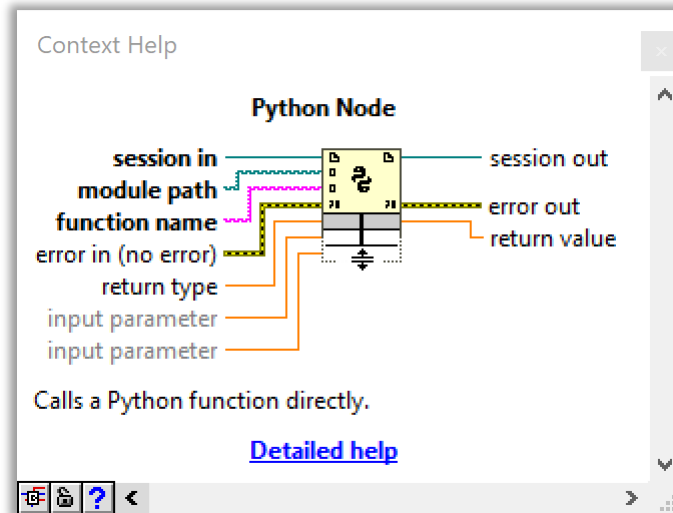 Context Help
Python Node
session in
session out
module path
function name
error out
error in (no error)
return value
return type
input parameter
input parameter
Calls a Python function directly.
Detailed help
?